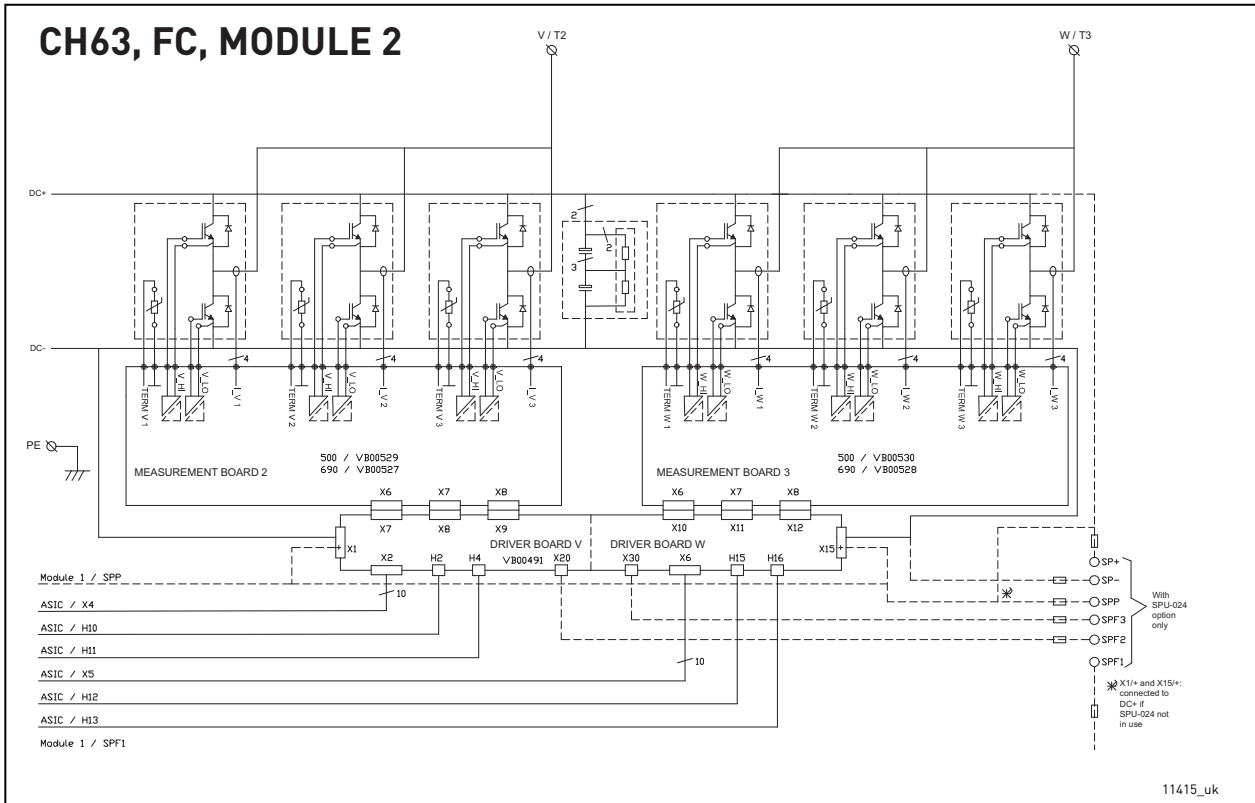 CH63, FC, MODULE 2
V / T2
W / T3
DC+
2
2
3
DC-
4
4
4
4
4
4
TERM V 1
V_HI
V_LO
I_V 1
TERM V 2
V_HI
V_LO
I_V 2
TERM V 3
V_HI
V_LO
I_V 3
TERM W 1
W_HI
W_LO
I_W 1
TERM W 2
W_HI
W_LO
I_W 2
TERM W 3
W_HI
W_LO
I_W 3
PE
500 / VB00529
690 / VB00527
MEASUREMENT BOARD 2
500 / VB00530
690 / VB00528
MEASUREMENT BOARD 3
X6
X7
X8
X6
X7
X8
X7
X8
X9
X10
X11
X12
+ X1
DRIVER BOARD V
DRIVER BOARD W
X15 +
VB00491
X2
H2
H4
X20
X30
X6
H15
H16
SP+
SP-
SPP
SPF3
SPF2
SPF1
With
SPU-024
option
only
Module 1 / SPP
10
ASIC / X4
ASIC / H10
ASIC / H11
10
ASIC / X5
ASIC / H12
ASIC / H13
Module 1 / SPF1
X1/+ and X15/+:
connected to
DC+ if
SPU-024 not
in use
11415_uk